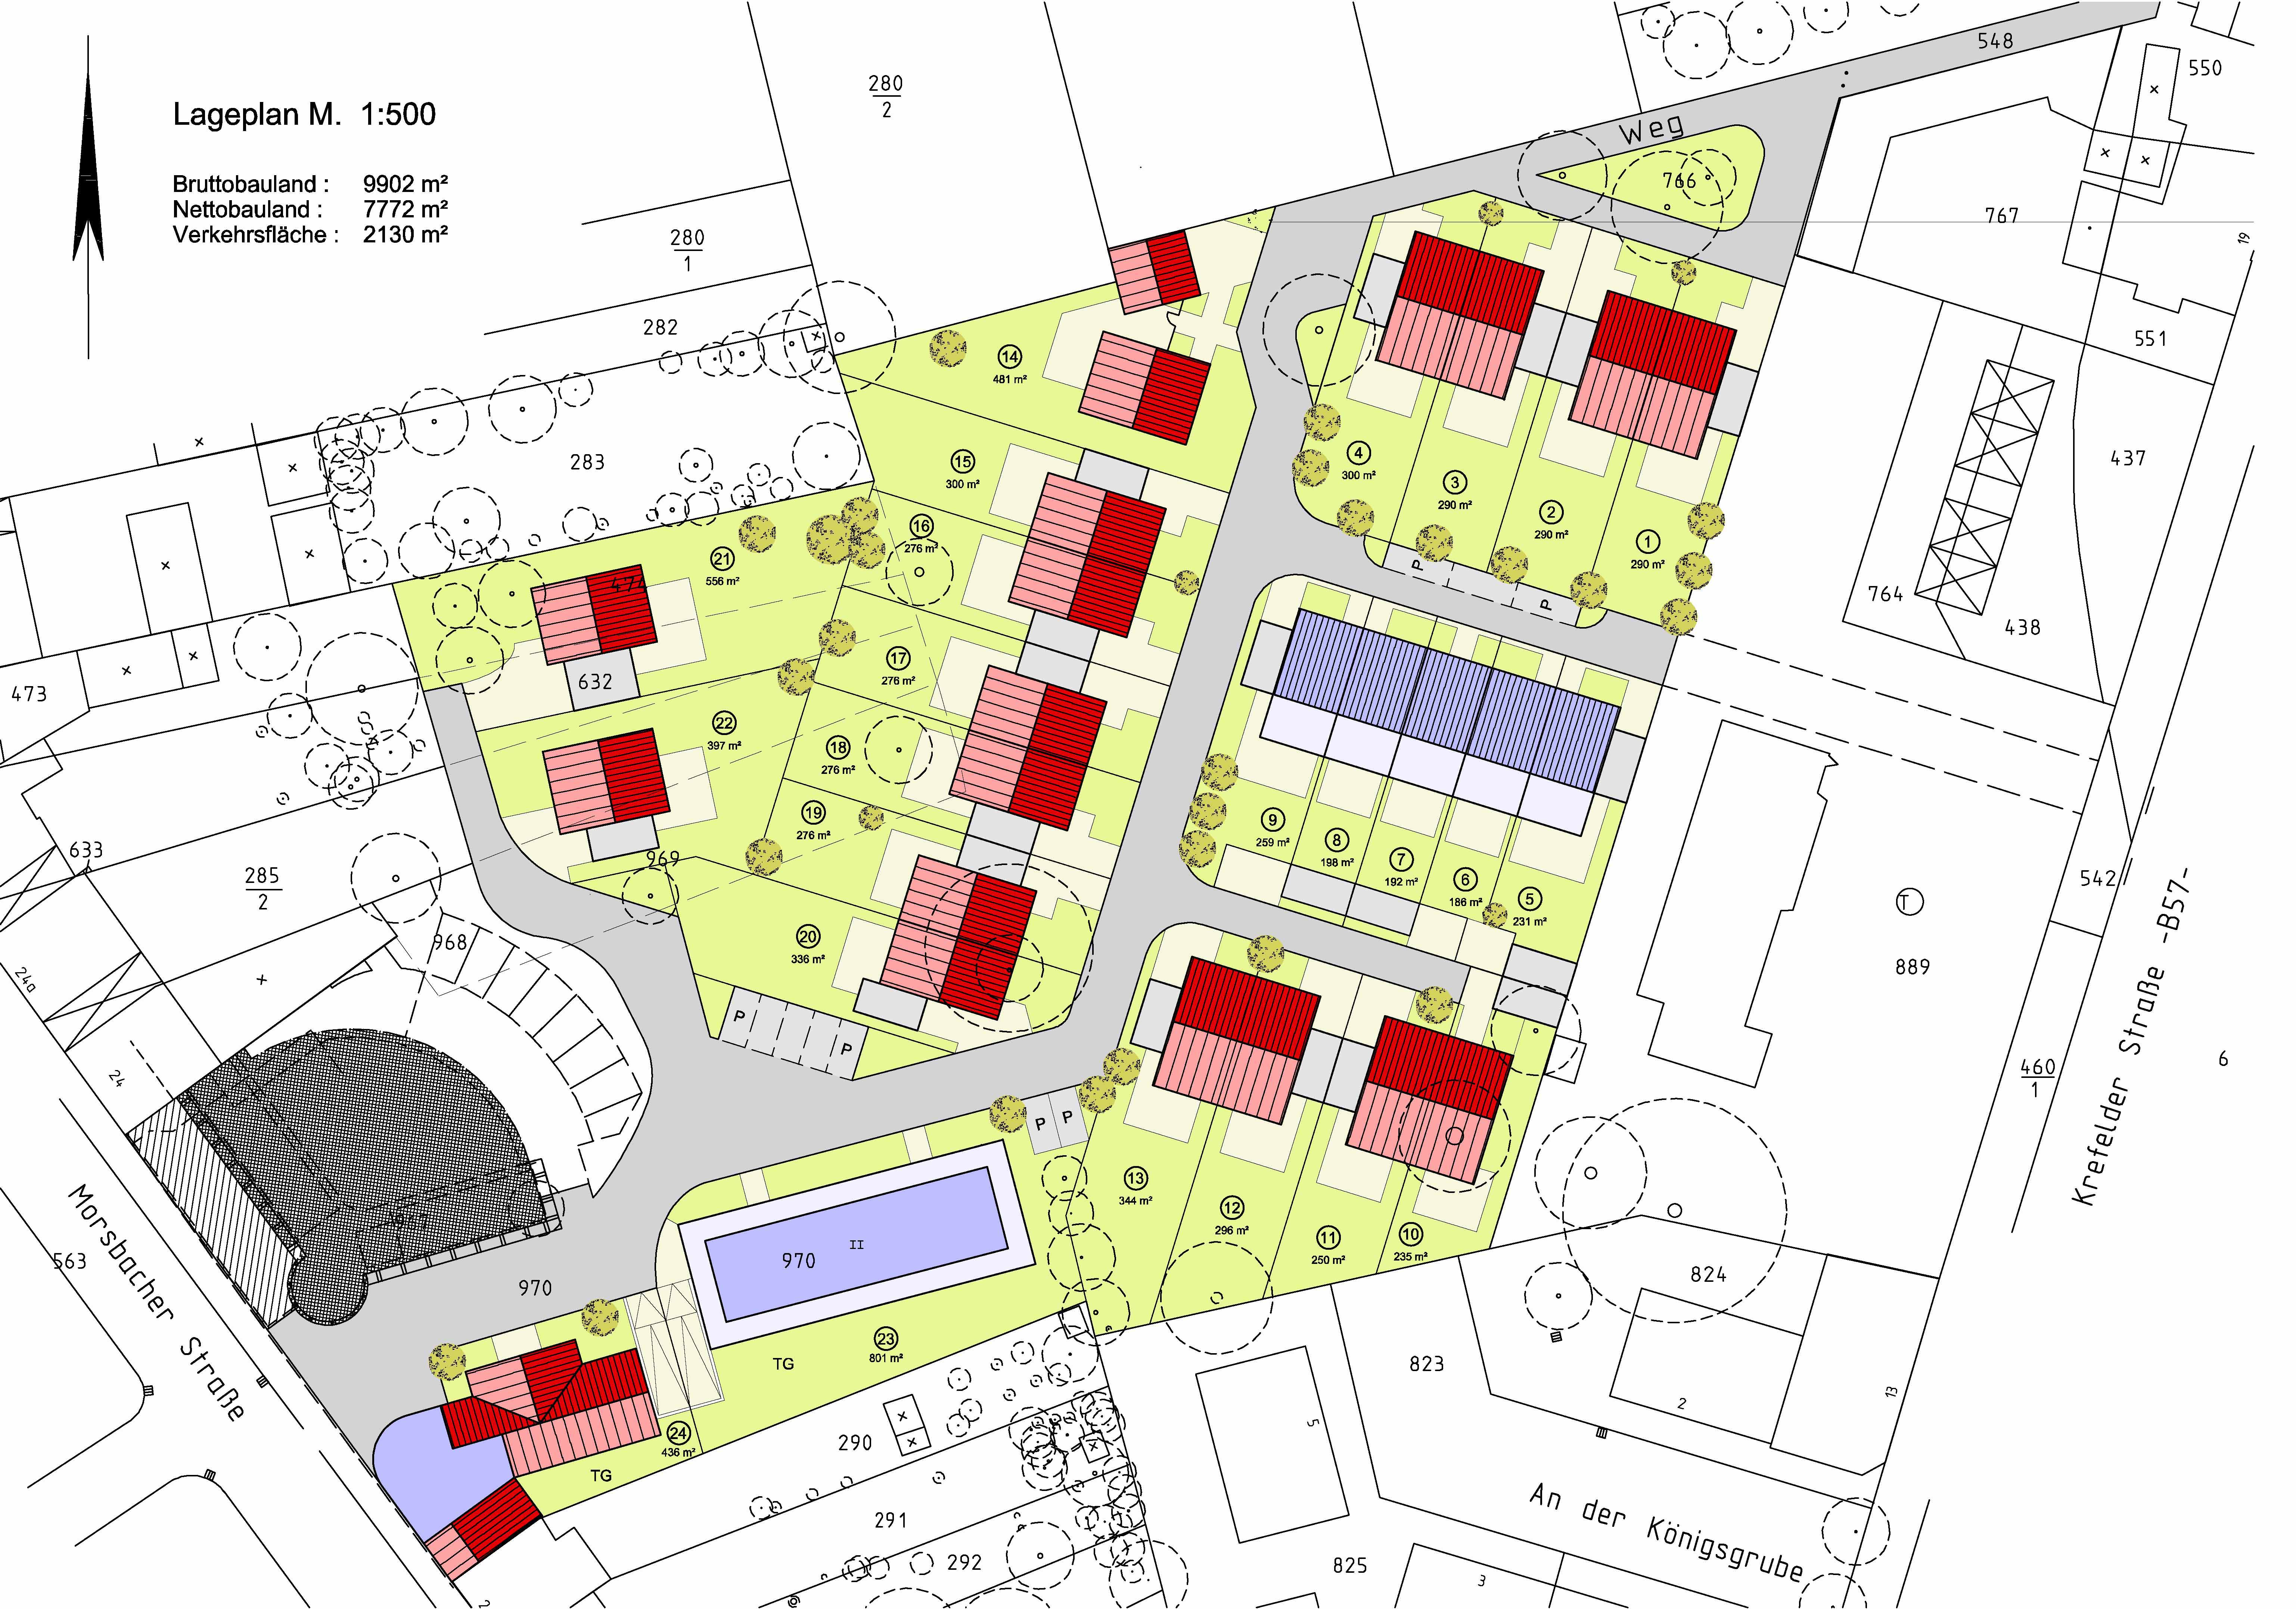 Lageplan M. 1:500
Bruttobauland : 9902 m²
Nettobauland : 7772 m²
Verkehrsfläche : 2130 m²
280
2
548
550
Weg
766
767
19
280
1
282
551
14
481 m²
283
15
300 m²
4
300 m²
3
290 m²
2
290 m²
1
290 m²
437
16
276 m²
21
556 m²
474
P
P
764
438
632
473
17
276 m²
22
397 m²
18
276 m²
19
276 m²
9
259 m²
8
198 m²
7
192 m²
6
186 m²
5
231 m²
633
969
285
2
542
T
889
968
20
336 m²
24a
P
P
24
460
1
6
Krefelder Straße -B57-
P
P
13
344 m²
12
296 m²
11
250 m²
10
235 m²
Morsbacher Straße
563
970
970
II
824
23
801 m²
TG
823
2
13
24
436 m²
TG
290
5
291
292
An der Königsgrube
825
3
2